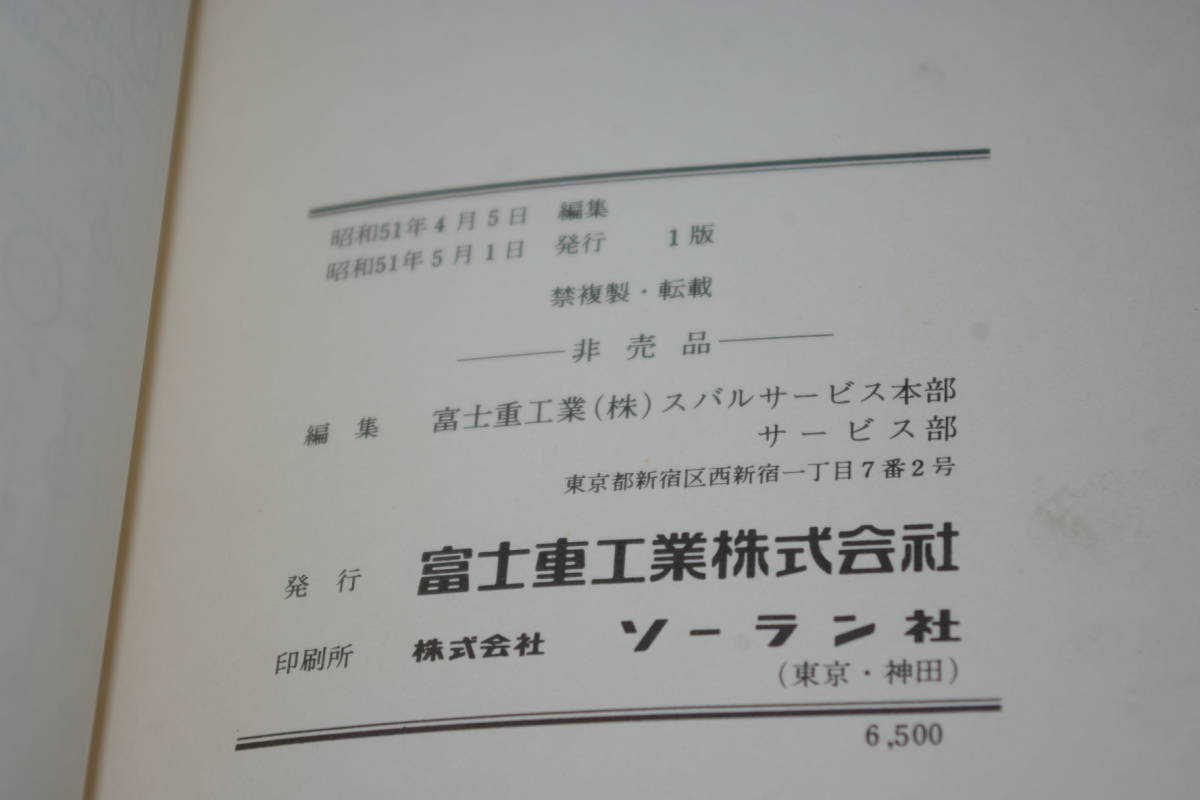 昭和51年4月5日 編集
昭和51年5月1日 発行 1版
禁複製・転載
非売品
編集 富士重工業(株)スバルサービス本部
サービス部
東京都新宿区西新宿一丁目7番2号
発行 富士重工業株式会社
印刷所 株式会社 ソーラン社
(東京・神田)
6,500